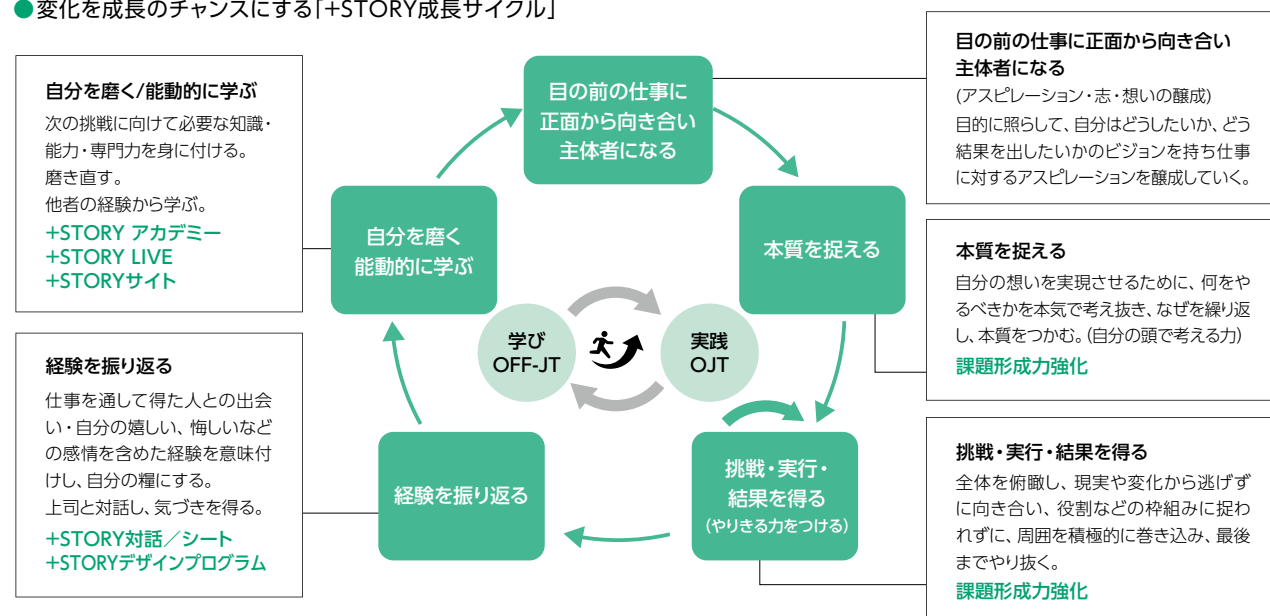 ●変化を成長のチャンスにする「+STORY成長サイクル」
自分を磨く/能動的に学ぶ
次の挑戦に向けて必要な知識・
能力・専門力を身に付ける。
磨き直す。
他者の経験から学ぶ。
+STORY アカデミー
+STORY LIVE
+STORYサイト
経験を振り返る
仕事を通して得た人との出会
い・自分の嬉しい、悔しいなど
の感情を含めた経験を意味付
けし、自分の糧にする。
上司と対話し、気づきを得る。
+STORY対話／シート
+STORYデザインプログラム
目の前の仕事に
正面から向き合い
主体者になる
自分を磨く
能動的に学ぶ
本質を捉える
学び
OFF-JT
実践
OJT
経験を振り返る
挑戦・実行・
結果を得る
(やりきる力をつける)
目の前の仕事に正面から向き合い
主体者になる
(アスピレーション・志・想いの醸成)
目的に照らして、自分はどうしたいか、どう
結果を出したいかのビジョンを持ち仕事
に対するアスピレーションを醸成していく。
本質を捉える
自分の想いを実現させるために、何をや
るべきかを本気で考え抜き、なぜを繰り返
し、本質をつかむ。(自分の頭で考える力)
課題形成力強化
挑戦・実行・結果を得る
全体を俯瞰し、現実や変化から逃げず
に向き合い、役割などの枠組みに捉わ
れずに、周囲を積極的に巻き込み、最後
までやり抜く。
課題形成力強化